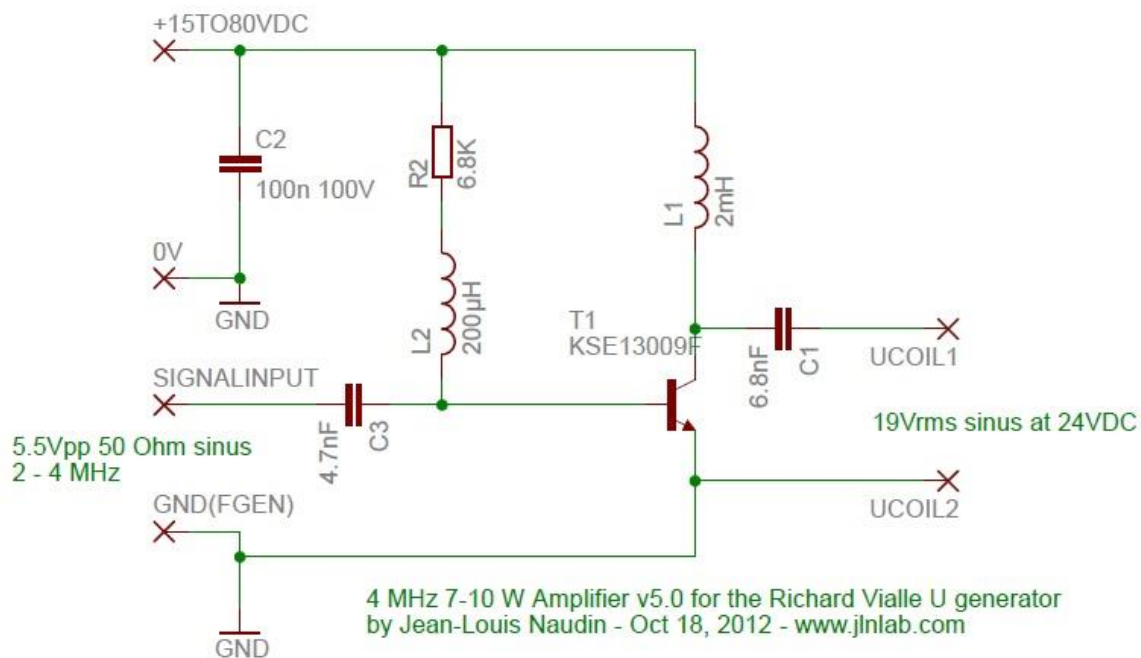 +15TO80VDC
C2
100n 100V
R2
6.8K
L1
2mH
0V
GND
L2
200µH
T1
KSE13009F
6.8nF
C1
UCOIL1
SIGNALINPUT
4.7nF
C3
19Vrms sinus at 24VDC
5.5Vpp 50 Ohm sinus
2 - 4 MHz
GND(FGEN)
UCOIL2
GND
4 MHz 7-10 W Amplifier v5.0 for the Richard Vialle U generator
by Jean-Louis Naudin - Oct 18, 2012 - www.jlnlab.com